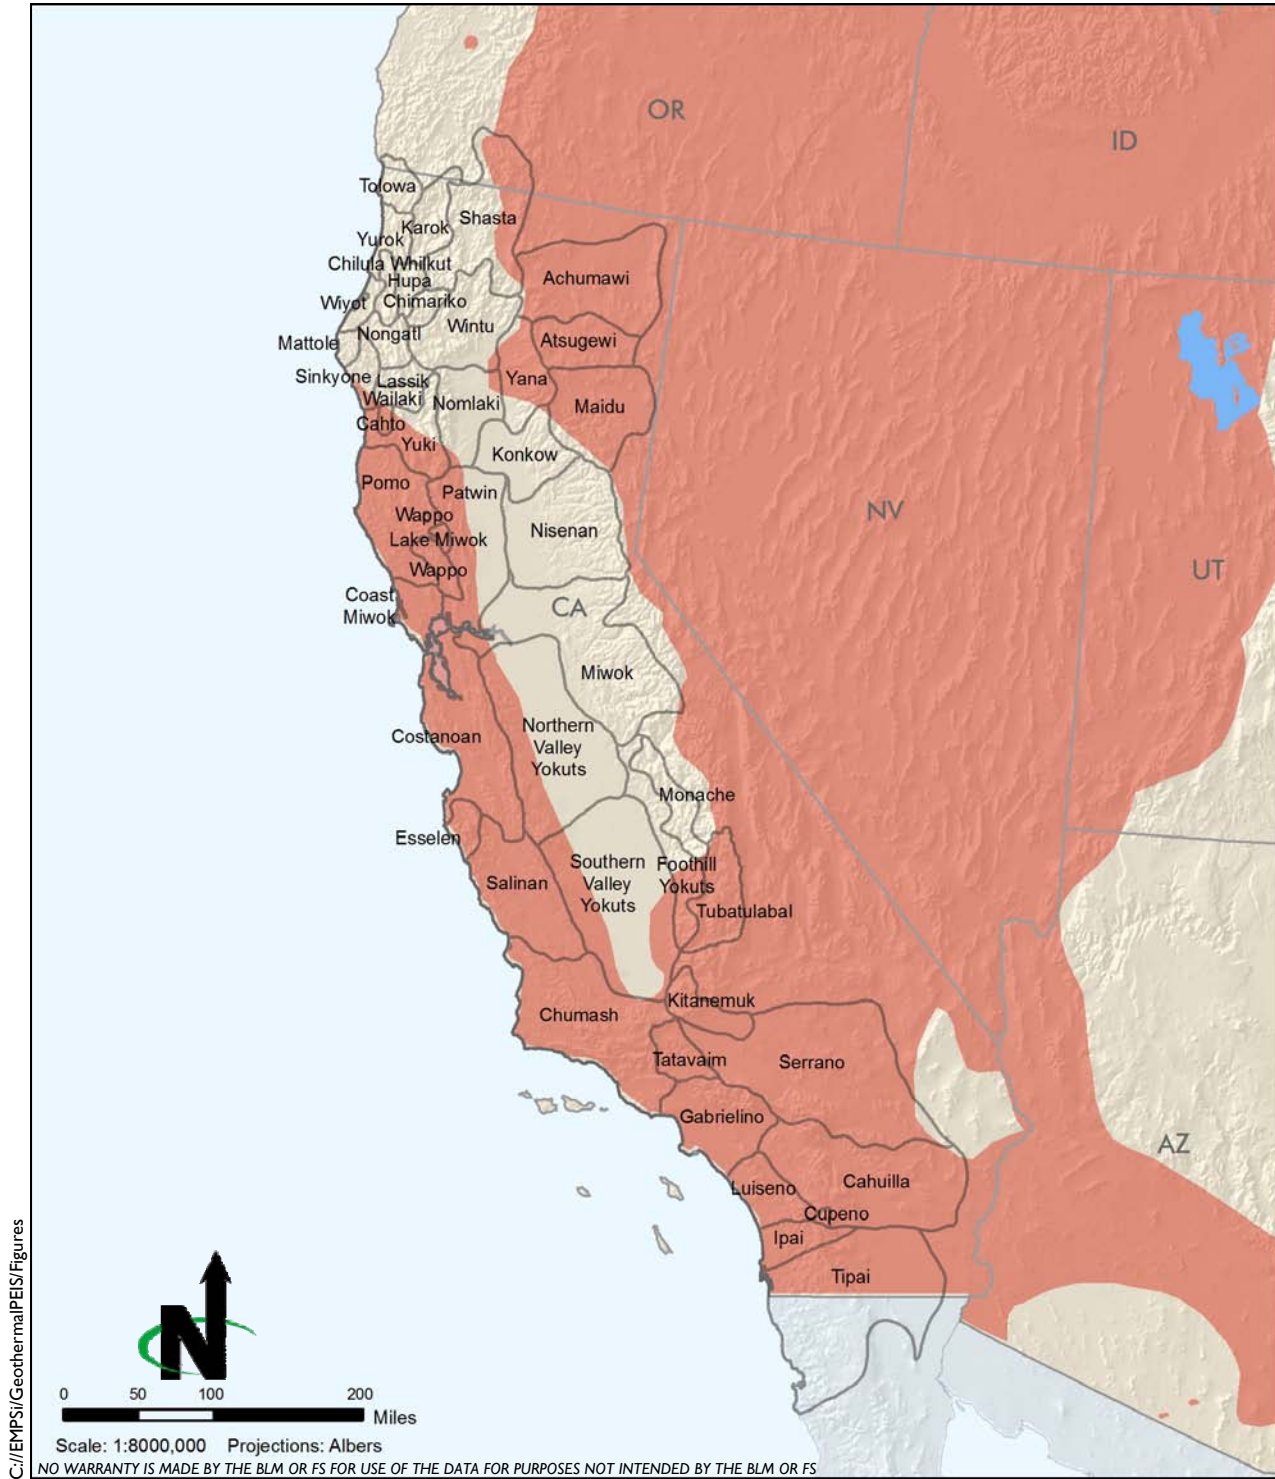 OR
ID
Tolowa
Shasta
Karok
Yurok
Chilula Whilkut
Hupa
Achumawi
Wiyot
Chimariko
Wintu
Nongatl
Mattole
Atsugewi
Sinkyone
Lassik
Yana
Wailaki
Nomlaki
Maidu
Cahto
Yuki
Konkow
Pomo
Patwin
NV
Wappo
Nisenan
Lake Miwok
Wappo
UT
Coast
Miwok
CA
Miwok
Northern
Valley
Yokuts
Costanoan
Monache
Esselen
Southern
Valley
Yokuts
Foothill
Yokuts
Salinan
Tubatulabal
Kitanemuk
Chumash
Tatavaim
Serrano
Gabrielino
AZ
Cahuilla
Luiseno
Cupeno
Ipai
Tipai
N
0 50 100 200
Miles
Scale: 1:8000,000 Projections: Albers
NO WARRANTY IS MADE BY THE BLM OR FS FOR USE OF THE DATA FOR PURPOSES NOT INTENDED BY THE BLM OR FS
C://EMPSi/GeothermalPEIS/Figures